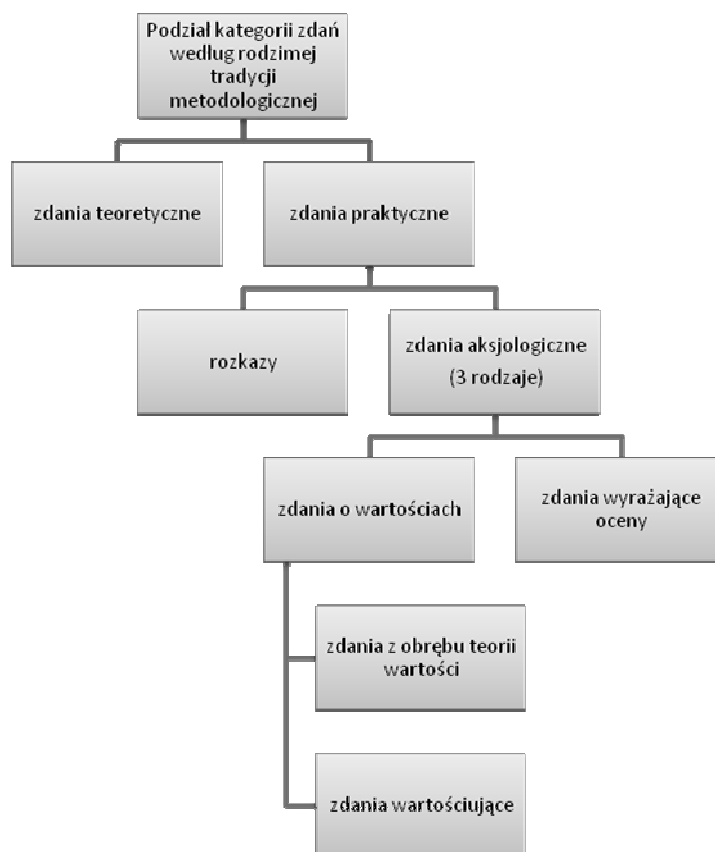 Podział kategorii zdań
według rodzimej
tradycji
metodologicznej
zdania teoretyczne
zdania praktyczne
rozkazy
zdania aksjologiczne
(3 rodzaje)
zdania o wartościach
zdania wyrażające
oceny
zdania z obrębu teorii
wartości
zdania wartościujące